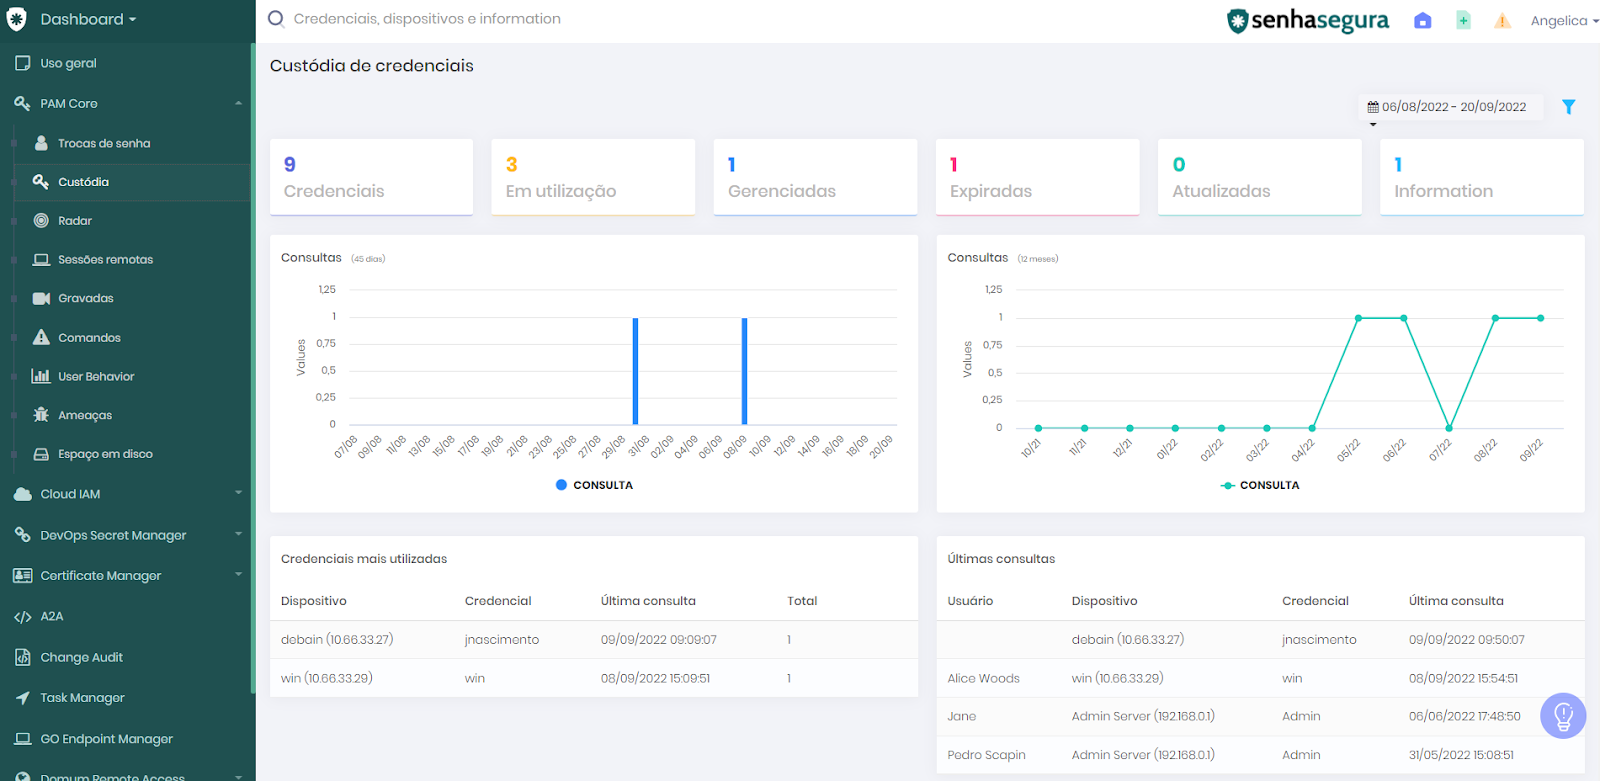 Dashboard
Credenciais, dispositivos e information
senhasegura
Angelica
Uso geral
PAM Core
Trocas de senha
Custódia
Radar
Sessões remotas
Gravadas
Comandos
User Behavior
Ameaças
Espaço em disco
Cloud IAM
DevOps Secret Manager
Certificate Manager
A2A
Change Audit
Task Manager
GO Endpoint Manager
Domum Remote Access
Custódia de credenciais
06/08/2022 - 20/09/2022
9
Credenciais
3
Em utilização
1
Gerenciadas
1
Expiradas
0
Atualizadas
1
Information
Consultas (45 dias)
Values
1,25
1
0,75
0,5
0,25
0
07/08 09/08 11/08 13/08 15/08 17/08 19/08 21/08 23/08 25/08 27/08 29/08 31/08 02/09 04/09 06/09 08/09 10/09 12/09 14/09 16/09 18/09 20/09
CONSULTA
Consultas (12 meses)
Values
1,25
1
0,75
0,5
0,25
0
10/21 11/21 12/21 01/22 02/22 03/22 04/22 05/22 06/22 07/22 08/22 09/22
CONSULTA
Credenciais mais utilizadas
Dispositivo Credencial Última consulta Total
debain (10.66.33.27) jnascimento 09/09/2022 09:09:07 1
win (10.66.33.29) win 08/09/2022 15:09:51 1
Últimas consultas
Usuário Dispositivo Credencial Última consulta
debain (10.66.33.27) jnascimento 09/09/2022 09:50:07
Alice Woods win (10.66.33.29) win 08/09/2022 15:54:51
Jane Admin Server (192.168.0.1) Admin 06/06/2022 17:48:50
Pedro Scapin Admin Server (192.168.0.1) Admin 31/05/2022 15:08:51